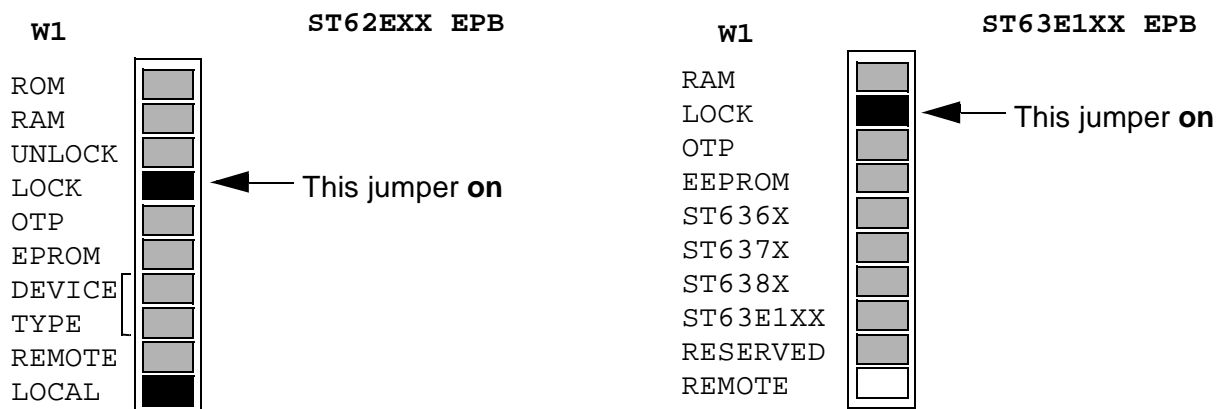 W1
ST62EXX EPB
ROM
RAM
UNLOCK
LOCK
This jumper on
OTP
EPROM
DEVICE
TYPE
REMOTE
LOCAL
W1
ST63E1XX EPB
RAM
LOCK
This jumper on
OTP
EEPROM
ST636X
ST637X
ST638X
ST63E1XX
RESERVED
REMOTE